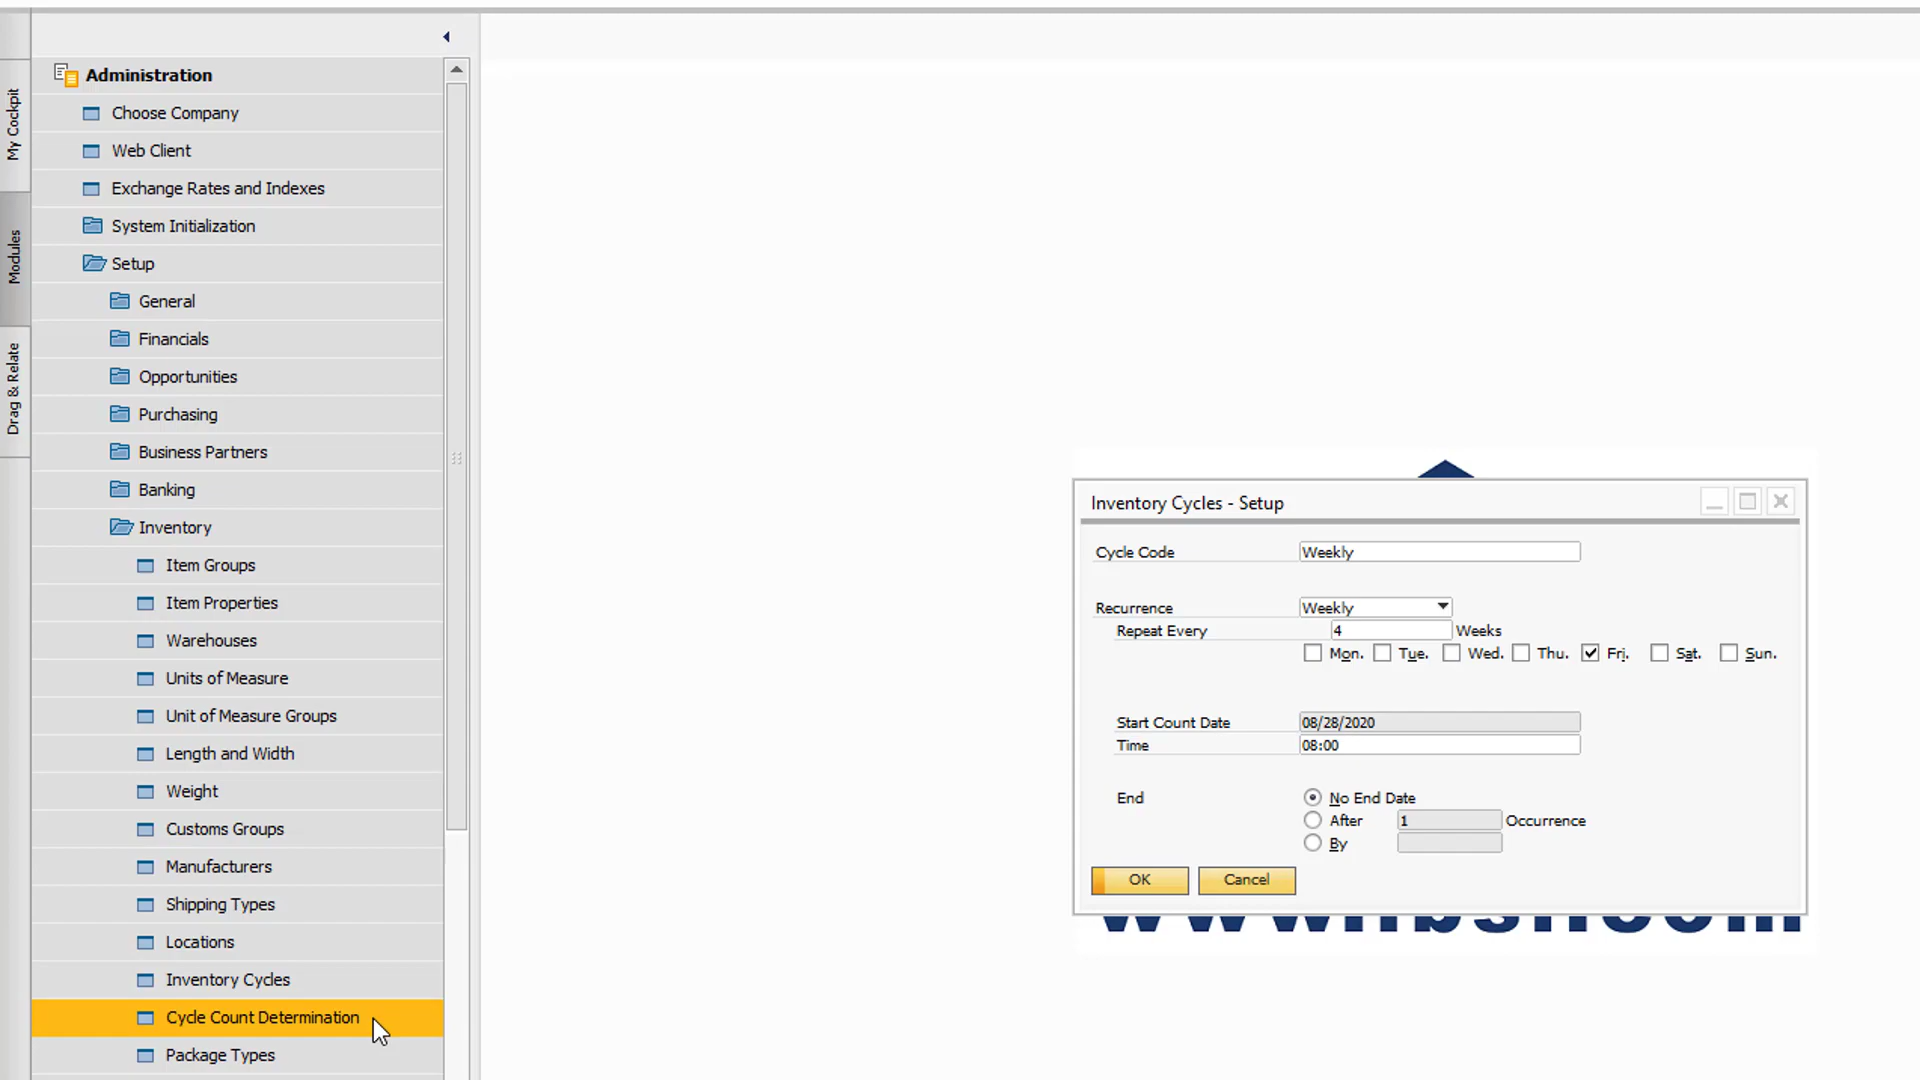 My Cockpit
Modules
Drag & Relate
Administration
Choose Company
Web Client
Exchange Rates and Indexes
System Initialization
Setup
General
Financials
Opportunities
Purchasing
Business Partners
Banking
Inventory
Item Groups
Item Properties
Warehouses
Units of Measure
Unit of Measure Groups
Length and Width
Weight
Customs Groups
Manufacturers
Shipping Types
Locations
Inventory Cycles
Cycle Count Determination
Package Types
Inventory Cycles - Setup
Cycle Code Weekly
Recurrence Weekly
Repeat Every 4 Weeks
Mon. Tue. Wed. Thu. Fri. Sat. Sun.
Start Count Date 08/28/2020
Time 08:00
End No End Date
After 1 Occurrence
By
OK Cancel